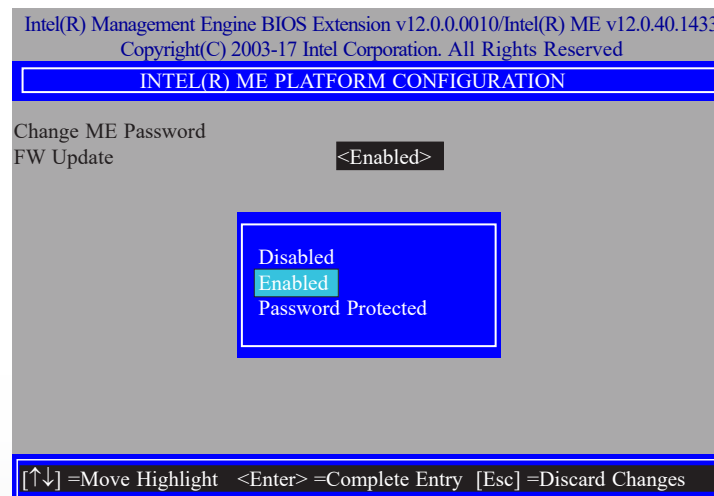 Intel(R) Management Engine BIOS Extension v12.0.0.0010/Intel(R) ME v12.0.40.1433
Copyright(C) 2003-17 Intel Corporation. All Rights Reserved
INTEL(R) ME PLATFORM CONFIGURATION
Change ME Password
FW Update <Enabled>
Disabled
Enabled
Password Protected
[↑↓] =Move Highlight <Enter> =Complete Entry [Esc] =Discard Changes